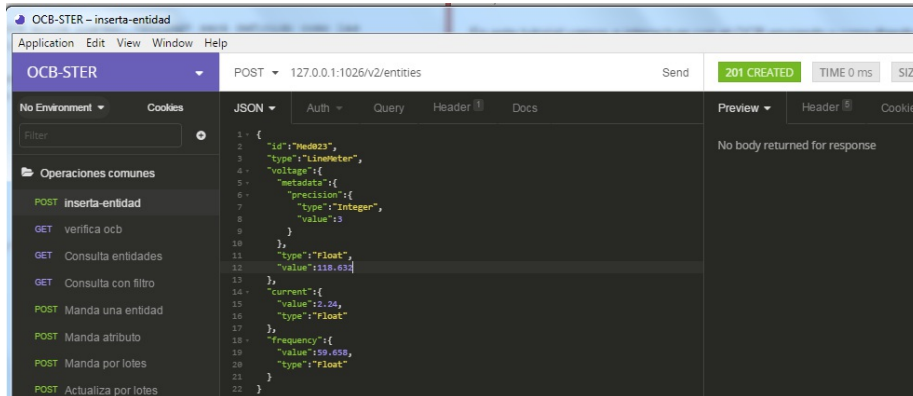 OCB-STER – inserta-entidad
Application Edit View Window Help
OCB-STER
POST 127.0.0.1:1026/v2/entities Send
201 CREATED TIME 0 ms SIZ
No Environment Cookies
JSON Auth Query Header 1 Docs
Preview Header 5 Cookie
Filter
No body returned for response
Operaciones comunes
POST inserta-entidad
GET verifica ocb
GET Consulta entidades
GET Consulta con filtro
POST Manda una entidad
POST Manda atributo
POST Manda por lotes
POST Actualiza por lotes
1 {
2 "id":"Med023",
3 "type":"LineMeter",
4 "voltage":{
5 "metadata":{
6 "precision":{
7 "type":"Integer",
8 "value":3
9 }
10 },
11 "type":"Float",
12 "value":118.632
13 },
14 "current":{
15 "value":2.24,
16 "type":"Float"
17 },
18 "frequency":{
19 "value":59.658,
20 "type":"Float"
21 }
22 }